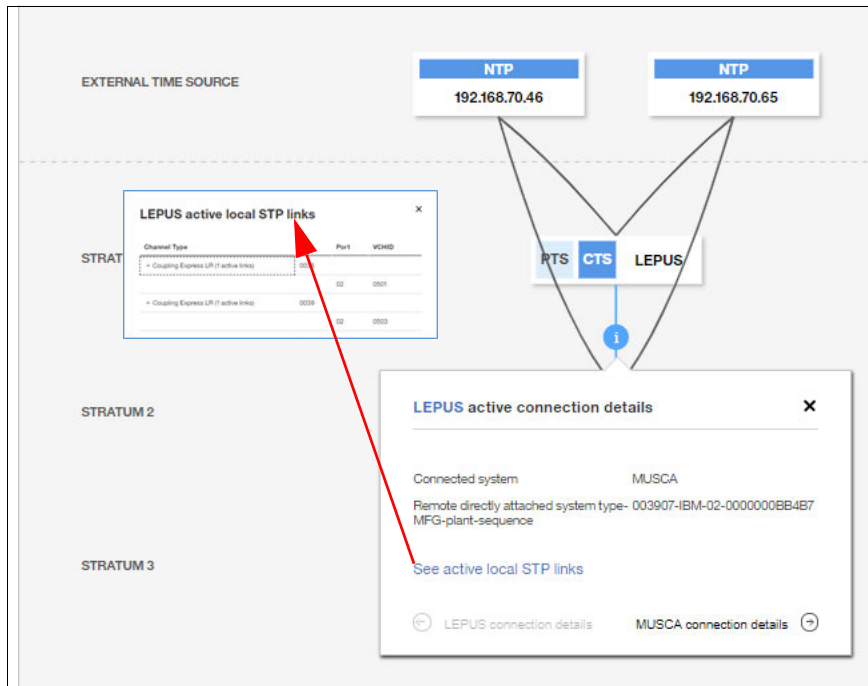 EXTERNAL TIME SOURCE
NTP
192.168.70.46
NTP
192.168.70.65
LEPUS active local STP links
×
Channel Type
Port
VCHID
Coupling Express LR (1 active links)
02
0501
Coupling Express LR (1 active links)
0039
02
0503
STRAT
PTS
CTS
LEPUS
i
STRATUM 2
STRATUM 3
LEPUS active connection details
×
Connected system
MUSCA
Remote directly attached system type- 003907-IBM-02-0000000BB4B7
MFG-plant-sequence
See active local STP links
LEPUS connection details
MUSCA connection details